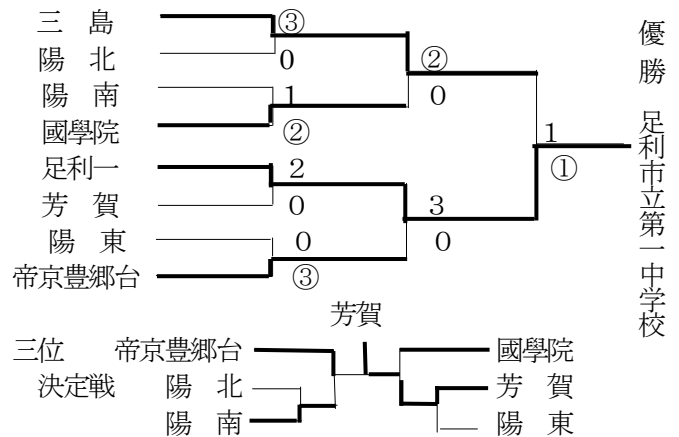 三　島
陽　北
陽　南
國學院
足利一
芳　賀
陽　東
帝京豊郷台
③
0
1
②
2
0
0
③
②
0
3
0
1
①
優勝　足利市立第一中学校
芳賀
三位　帝京豊郷台
決定戦　陽　北
陽　南
國學院
芳　賀
陽　東